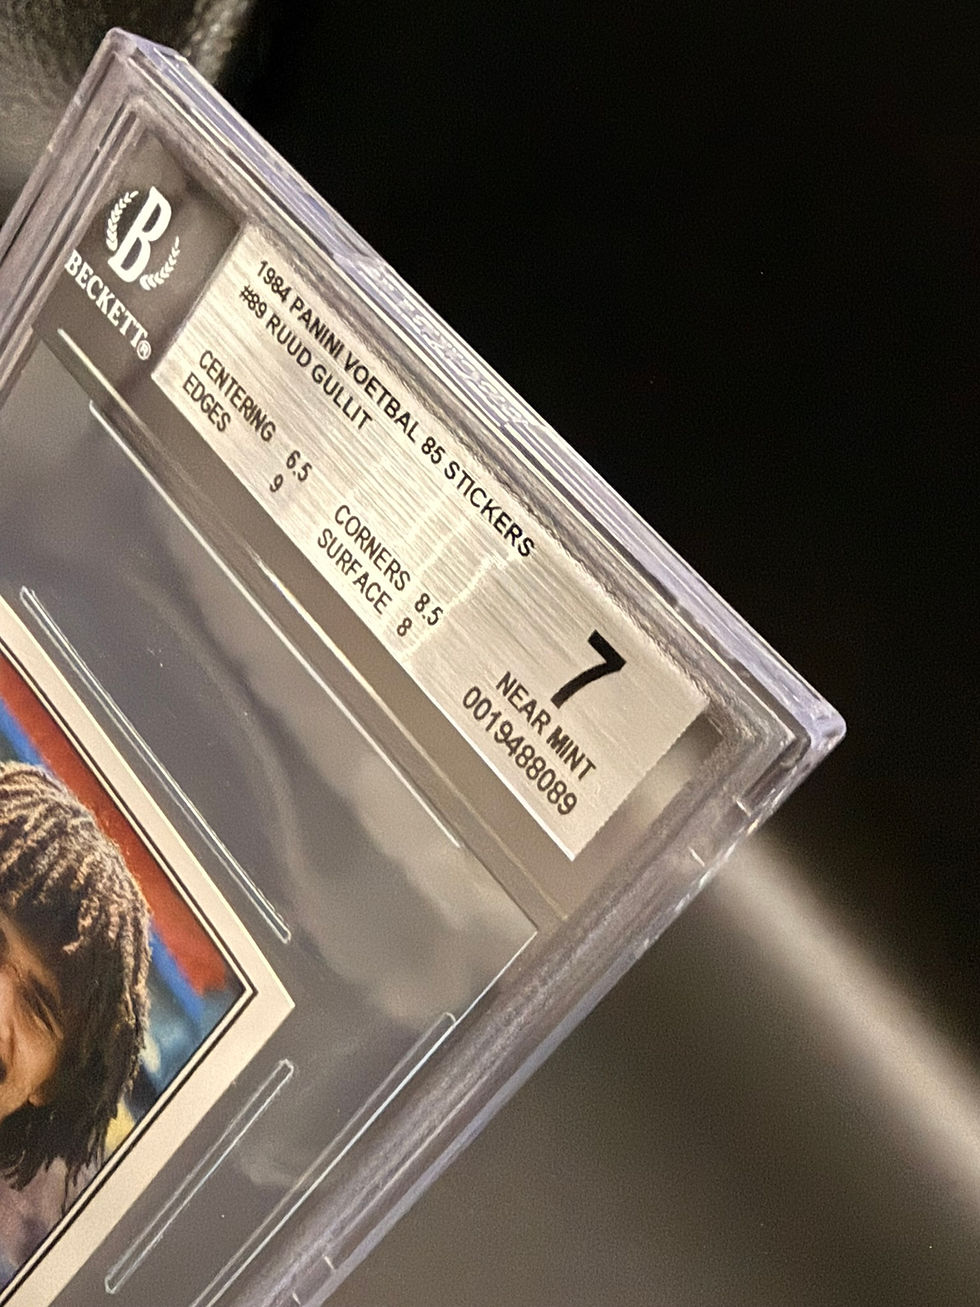 B
BECKETT®
1984 PANINI VOETBAL 85 STICKERS
#89 RUUD GULLIT
CENTERING 6.5 CORNERS 8.5
EDGES 9 SURFACE 8
7
NEAR MINT
0019488089